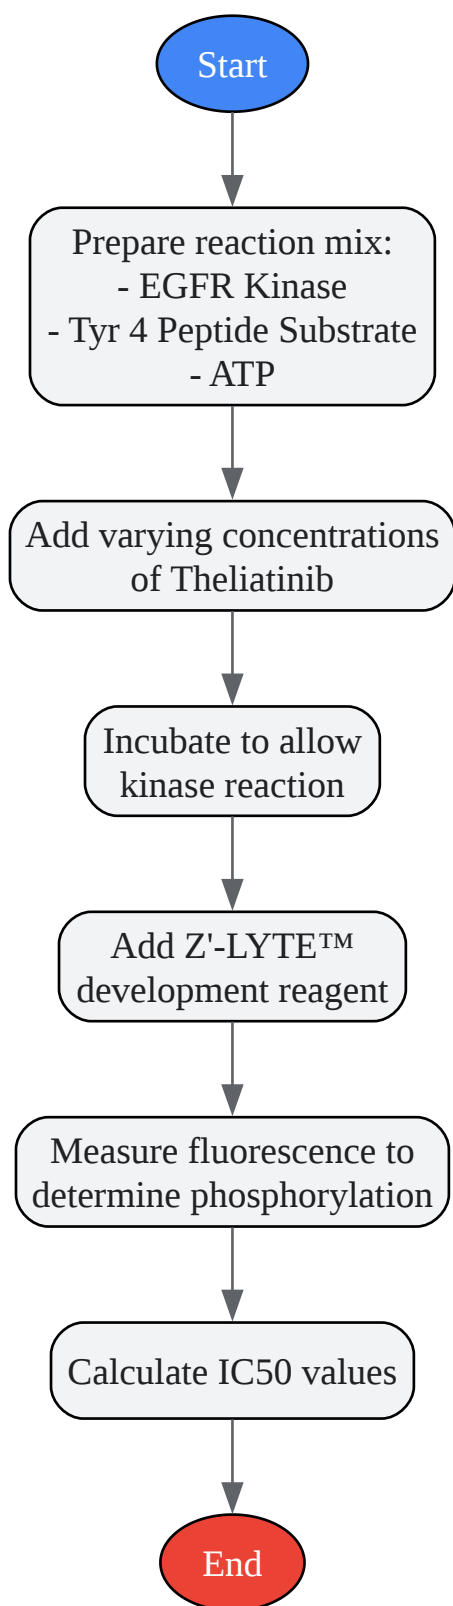 Start
Prepare reaction mix:
- EGFR Kinase
- Tyr 4 Peptide Substrate
- ATP
Add varying concentrations
of Theliatinib
Incubate to allow
kinase reaction
Add Z'-LYTE™
development reagent
Measure fluorescence to
determine phosphorylation
Calculate IC50 values
End